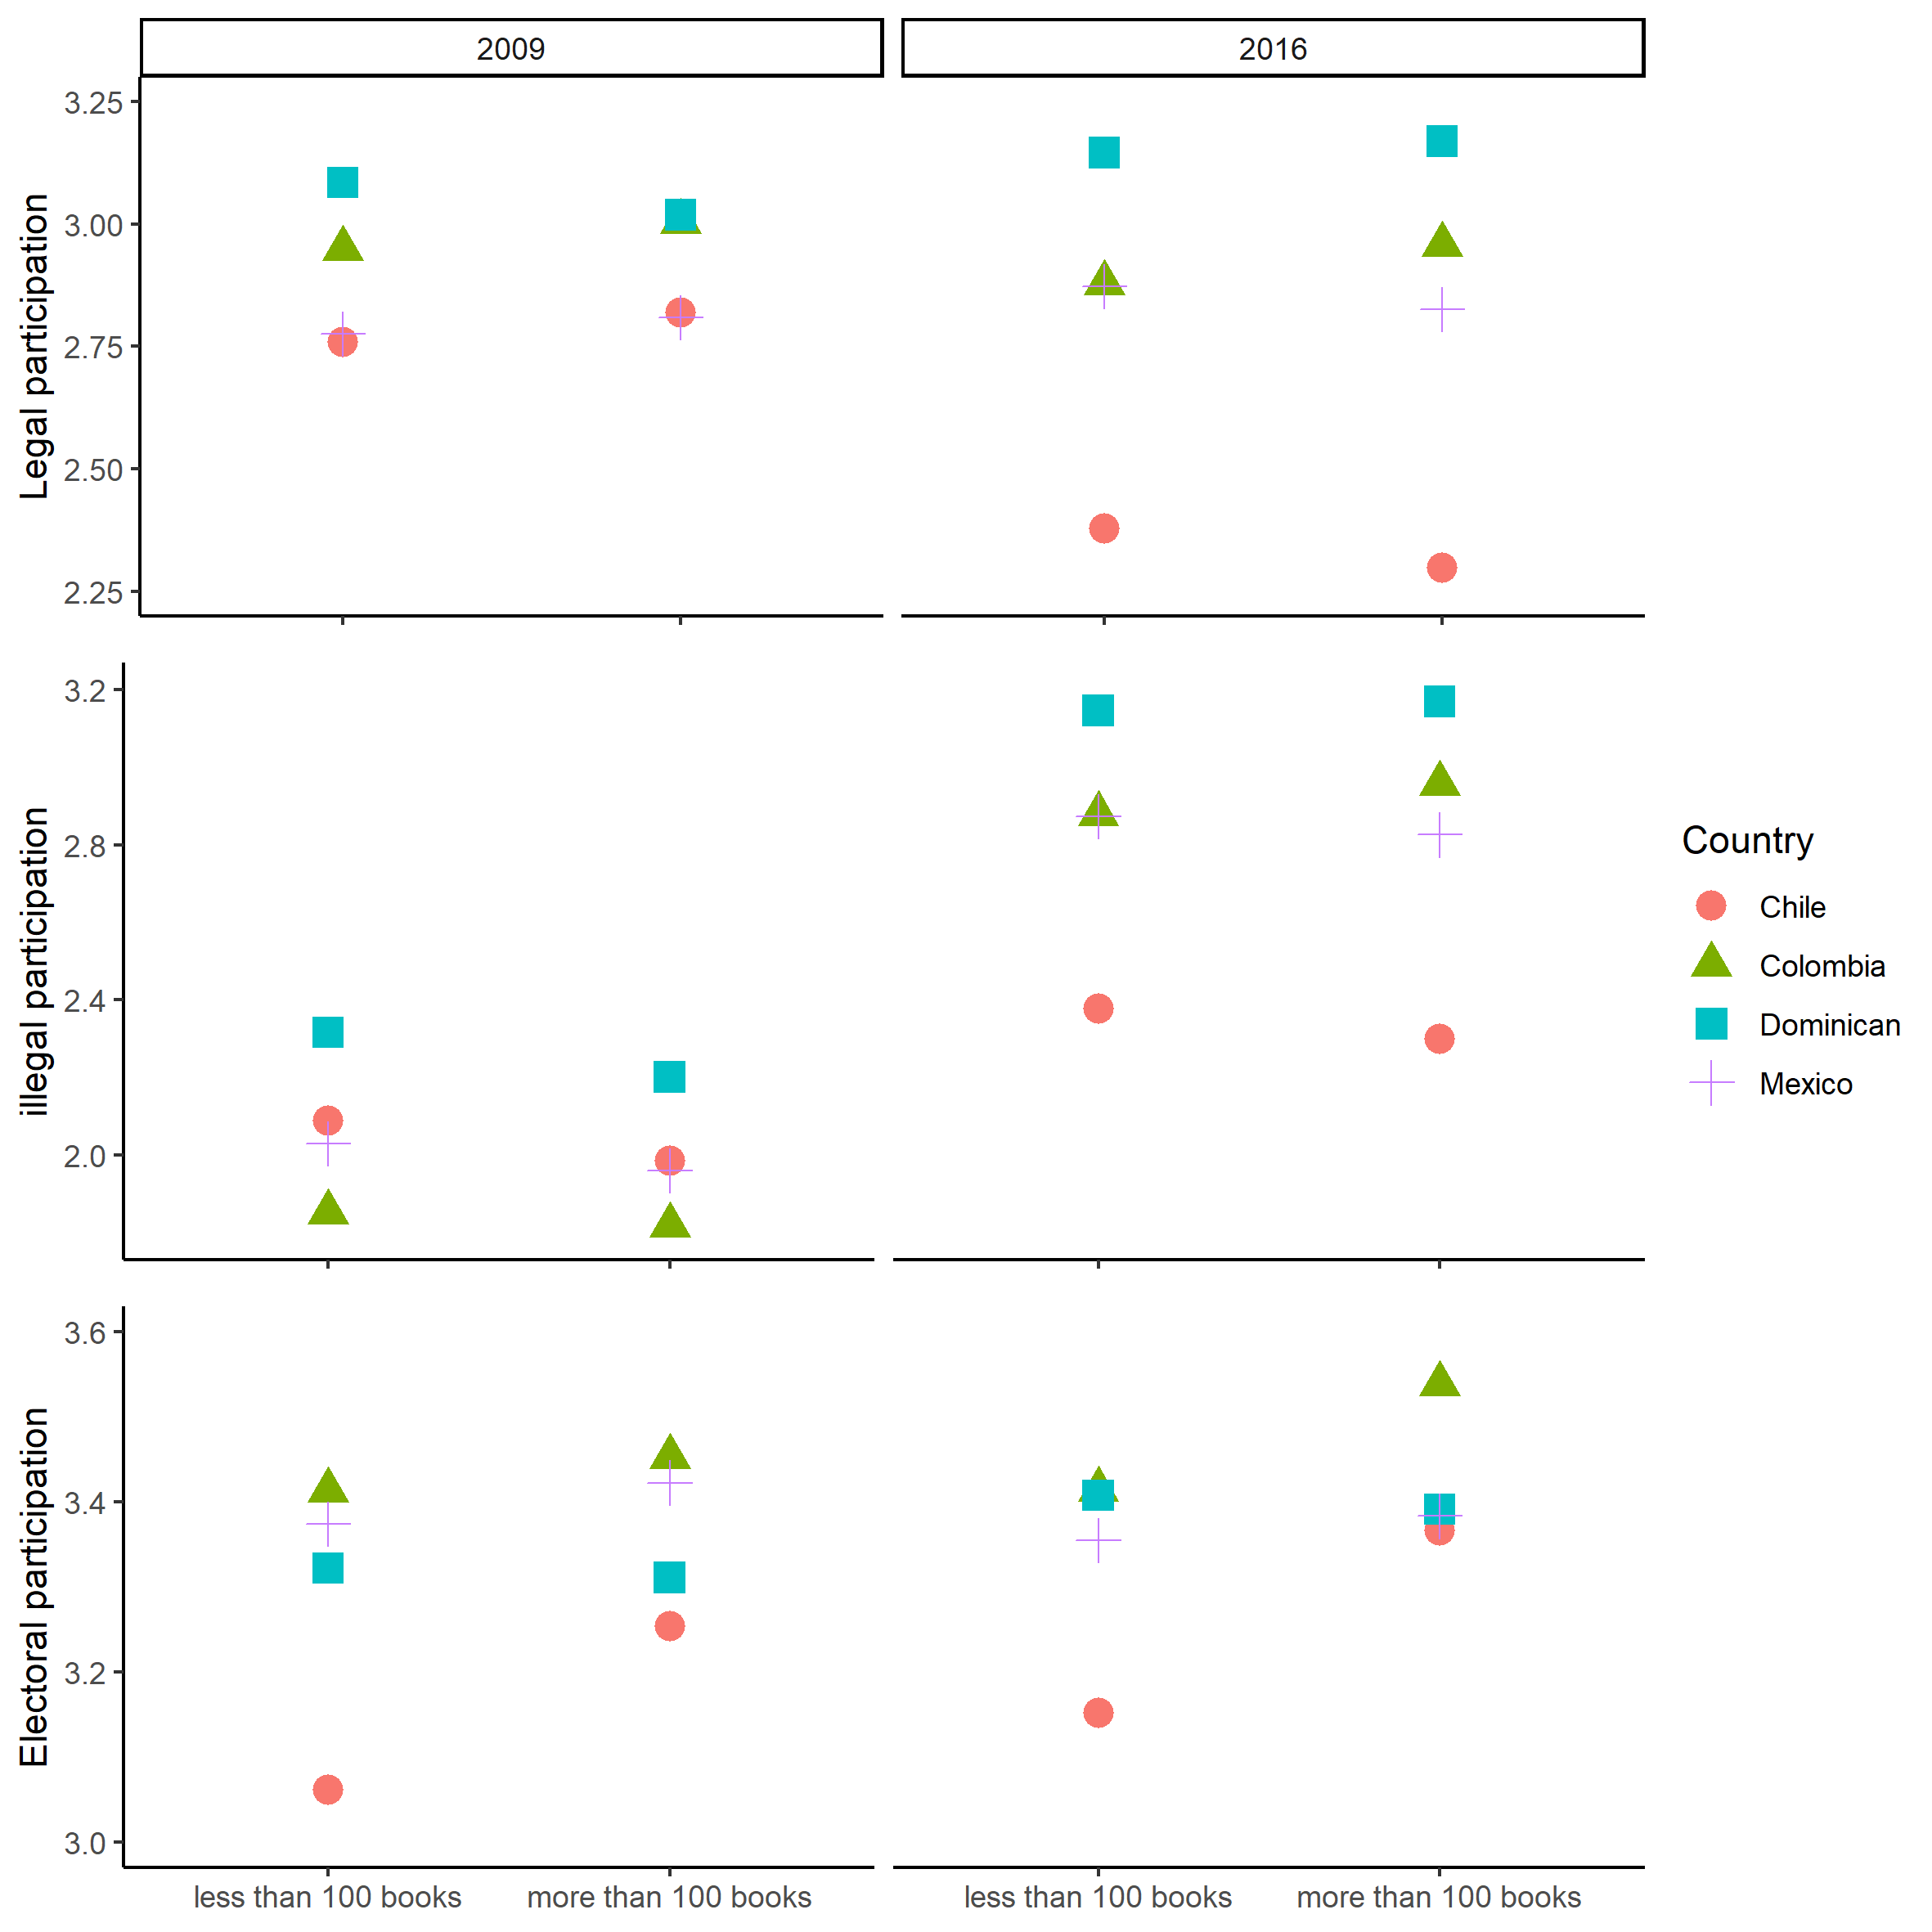 2009
2016
Legal participation
3.25
3.00
2.75
2.50
2.25
illegal participation
3.2
2.8
2.4
2.0
Electoral participation
3.6
3.4
3.2
3.0
less than 100 books
more than 100 books
less than 100 books
more than 100 books
Country
Chile
Colombia
Dominican
Mexico